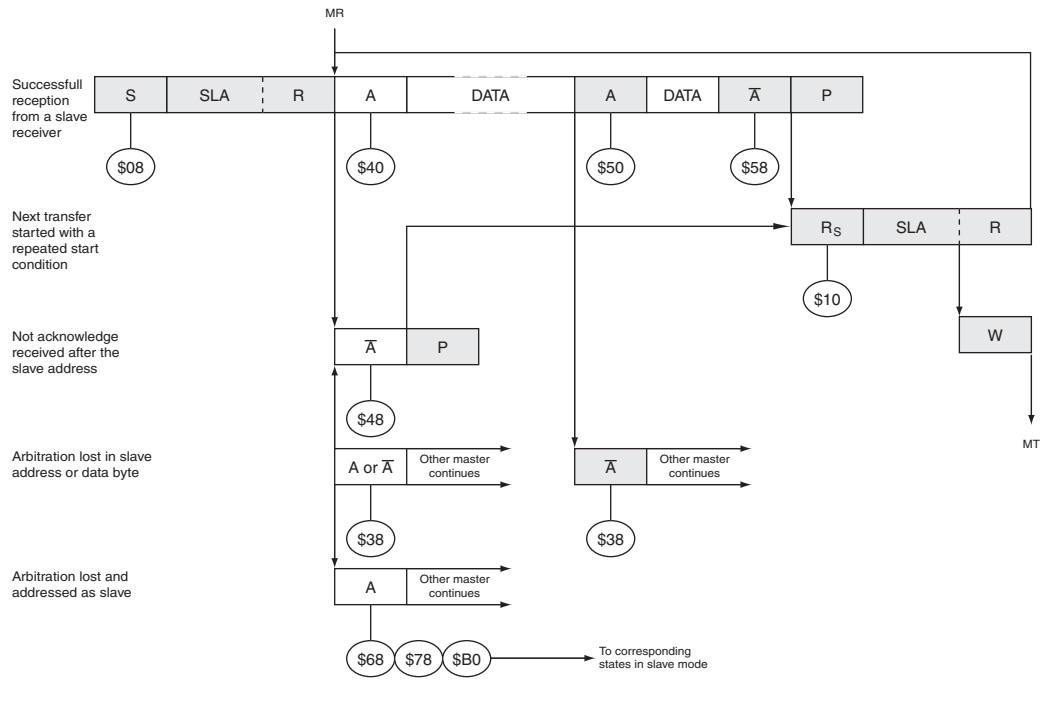 MR
Successfull
reception
from a slave
receiver
S SLA R A DATA A DATA A̅ P
$08 $40 $50 $58
Next transfer
started with a
repeated start
condition
RS SLA R
$10
Not acknowledge
received after the
slave address
A̅ P
W
$48
MT
Arbitration lost in slave
address or data byte
A or A̅
Other master
continues
A̅
Other master
continues
$38 $38
Arbitration lost and
addressed as slave
A
Other master
continues
$68 $78 $B0
To corresponding
states in slave mode